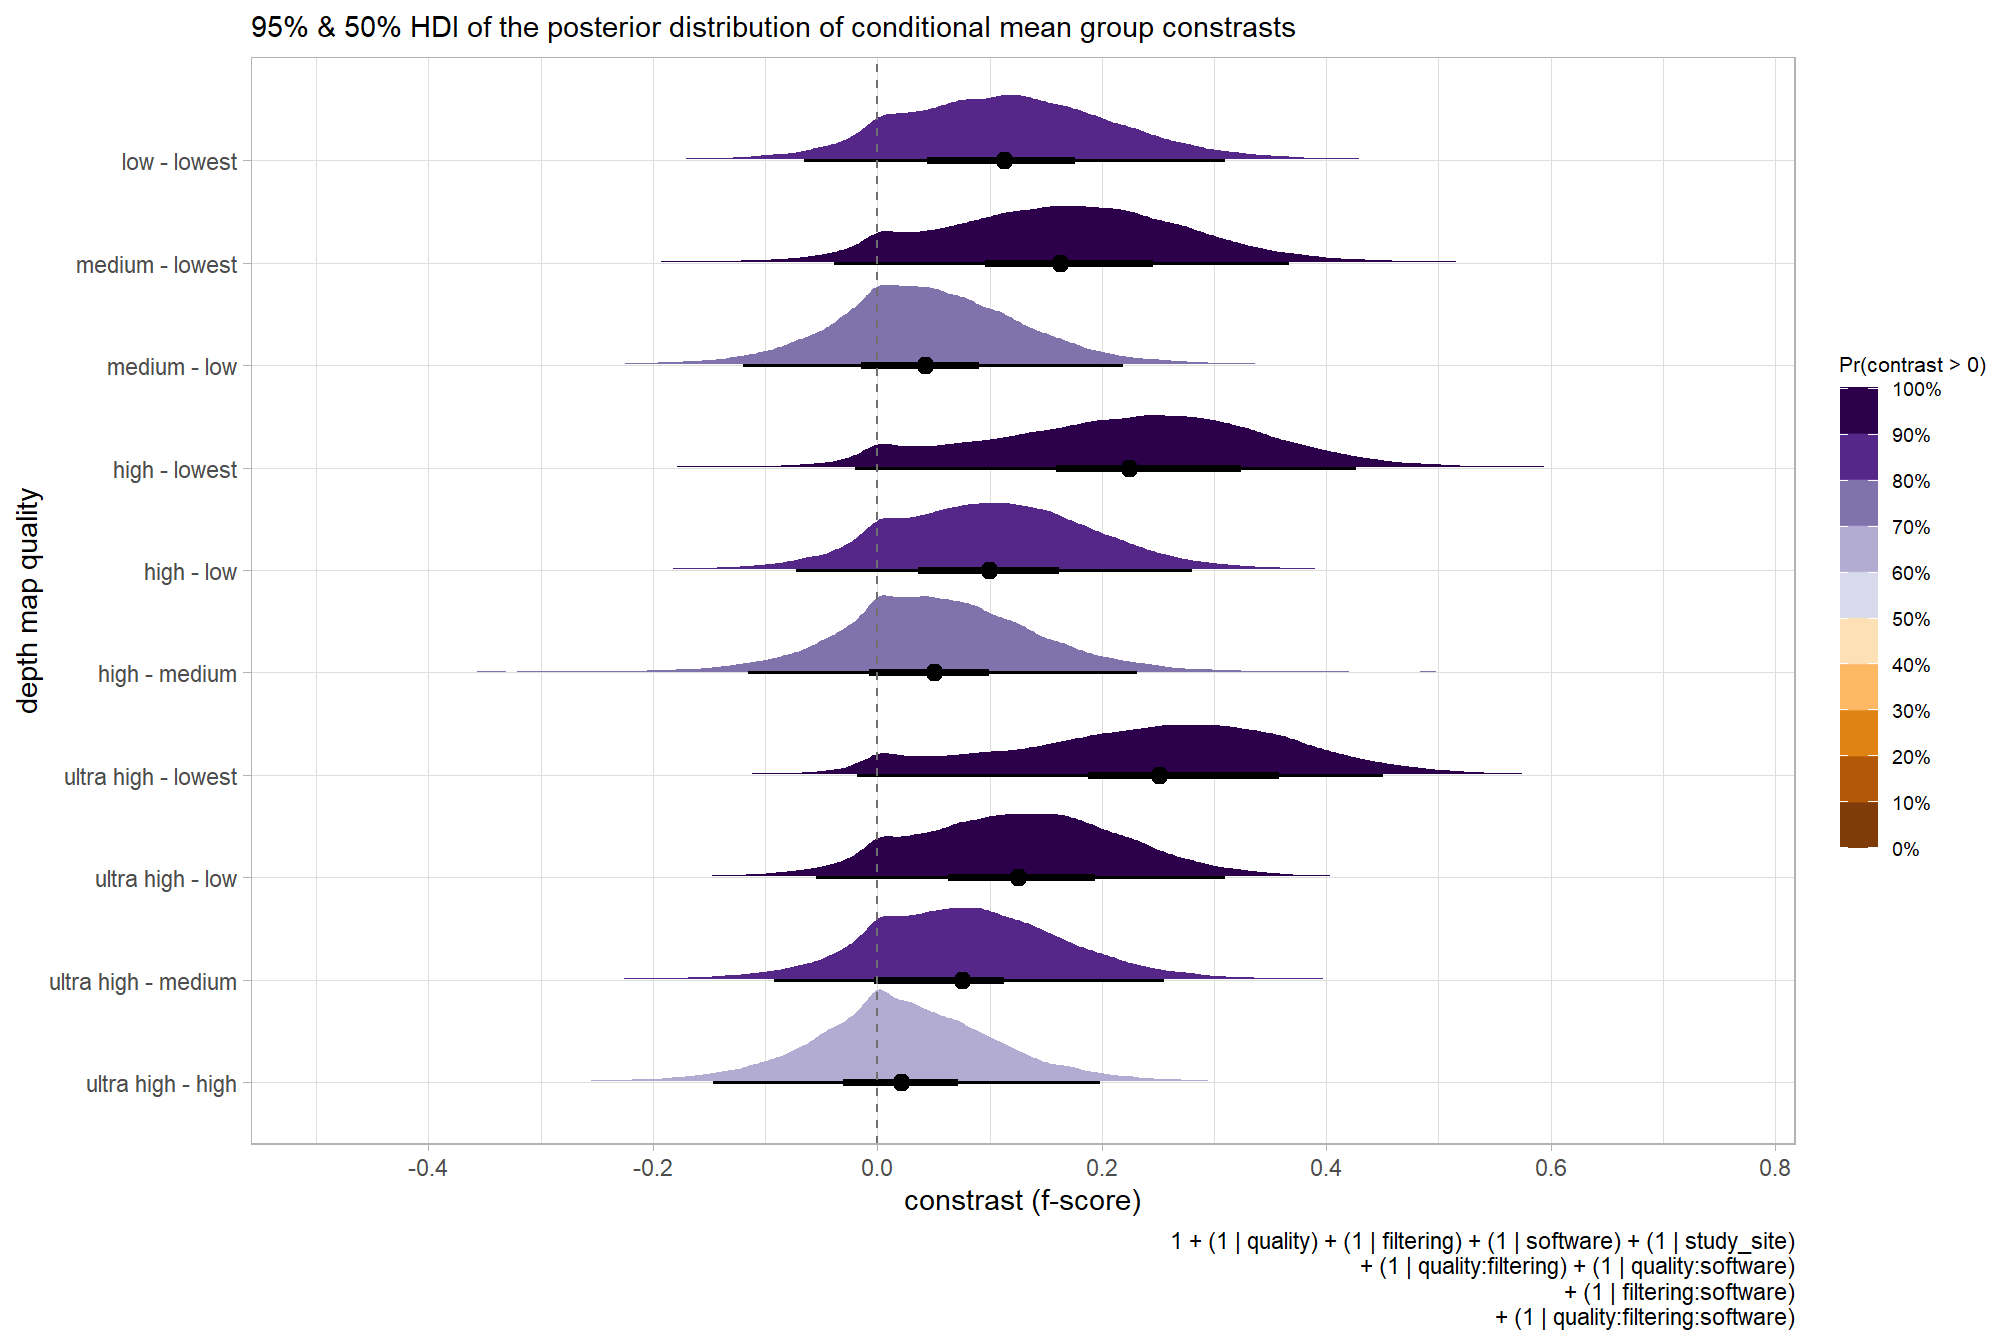 95% & 50% HDI of the posterior distribution of conditional mean group constrasts
depth map quality
low - lowest
medium - lowest
medium - low
high - lowest
high - low
high - medium
ultra high - lowest
ultra high - low
ultra high - medium
ultra high - high
-0.4
-0.2
0.0
0.2
0.4
0.6
0.8
constrast (f-score)
Pr(contrast > 0)
100%
90%
80%
70%
60%
50%
40%
30%
20%
10%
0%
1 + (1 | quality) + (1 | filtering) + (1 | software) + (1 | study_site)
+ (1 | quality:filtering) + (1 | quality:software)
+ (1 | filtering:software)
+ (1 | quality:filtering:software)